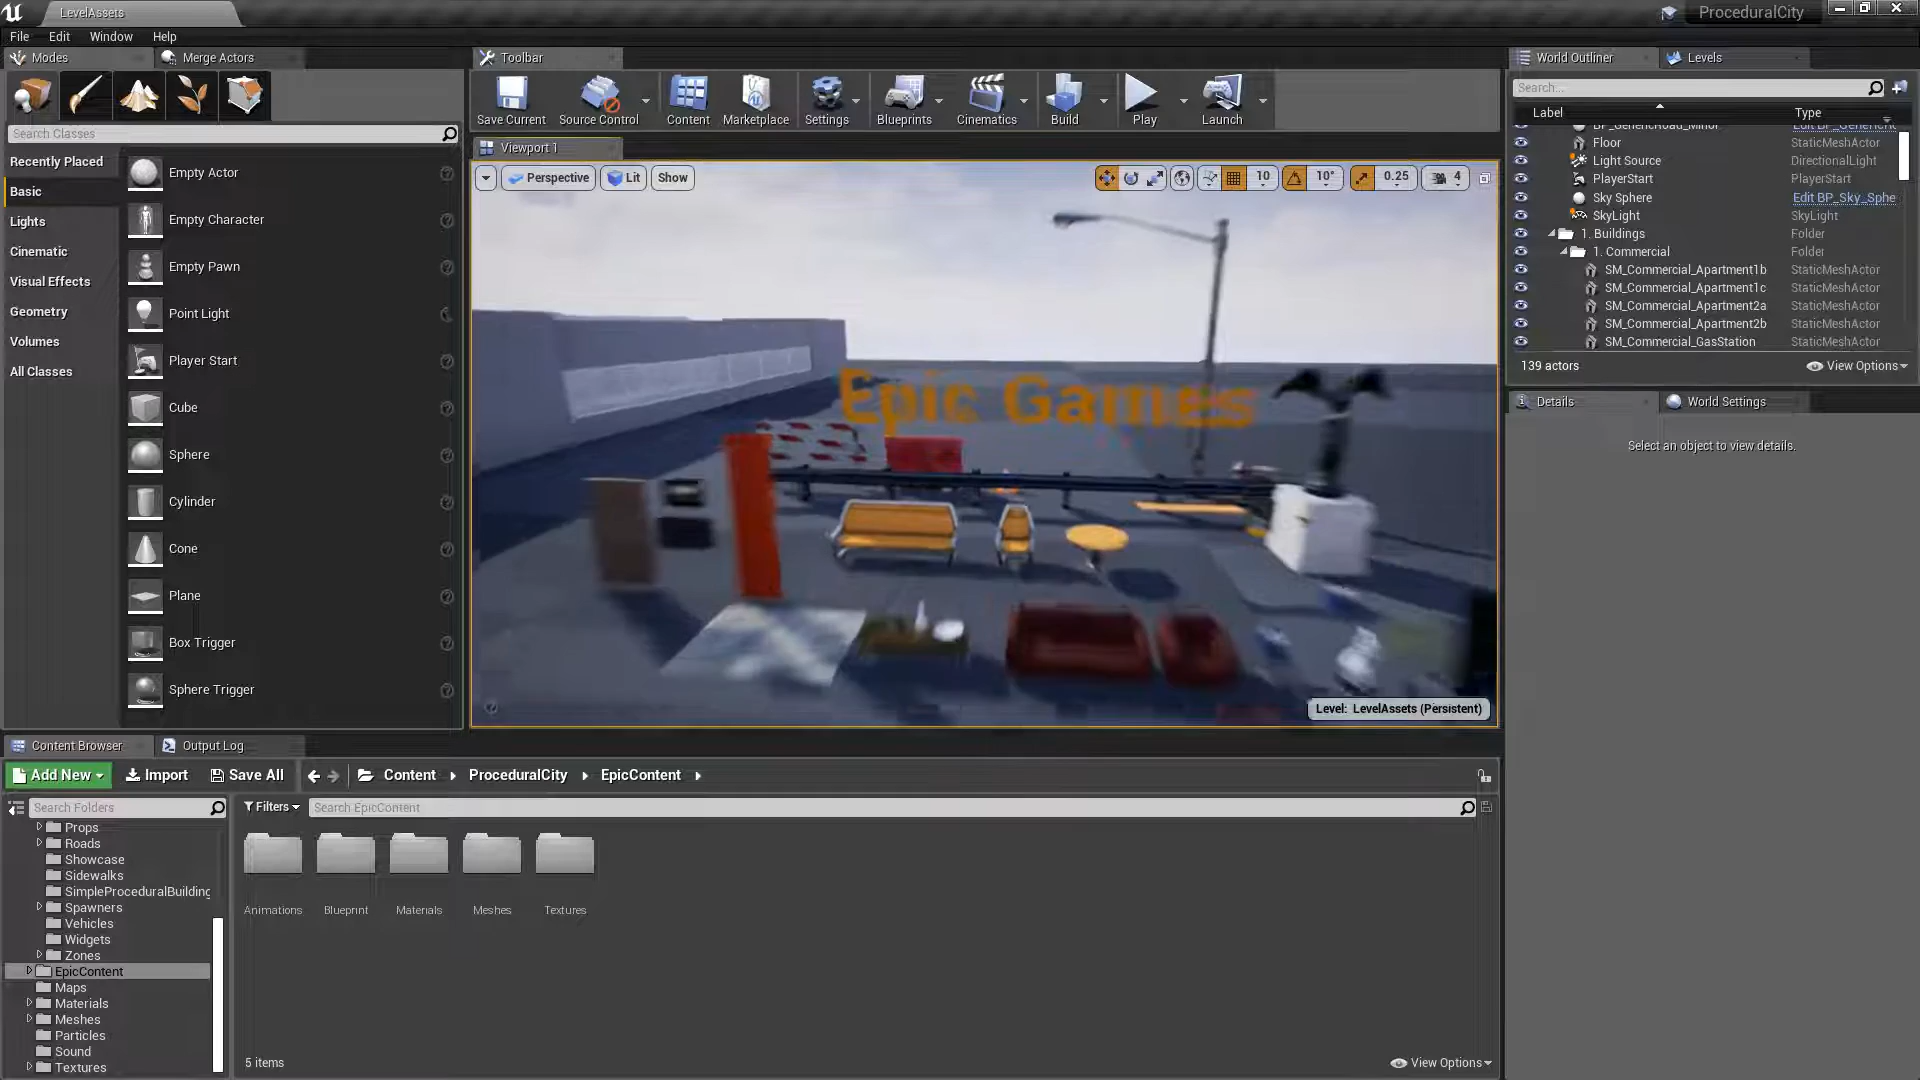 LevelAssets
ProceduralCity
File Edit Window Help
Modes Merge Actors
Search Classes
Recently Placed
Basic
Lights
Cinematic
Visual Effects
Geometry
Volumes
All Classes
Empty Actor
Empty Character
Empty Pawn
Point Light
Player Start
Cube
Sphere
Cylinder
Cone
Plane
Box Trigger
Sphere Trigger
Toolbar
Save Current Source Control Content Marketplace Settings Blueprints Cinematics Build Play Launch
Viewport 1
Perspective Lit Show 10 10° 0.25 4
Epic Games
Level: LevelAssets (Persistent)
World Outliner Levels
Search...
Label Type
Floor StaticMeshActor
Light Source DirectionalLight
PlayerStart PlayerStart
Sky Sphere Edit BP_Sky_Sphe
SkyLight SkyLight
1. Buildings Folder
1. Commercial Folder
SM_Commercial_Apartment1b StaticMeshActor
SM_Commercial_Apartment1c StaticMeshActor
SM_Commercial_Apartment2a StaticMeshActor
SM_Commercial_Apartment2b StaticMeshActor
SM_Commercial_GasStation StaticMeshActor
139 actors View Options
Details World Settings
Select an object to view details.
Content Browser Output Log
Add New Import Save All Content ProceduralCity EpicContent
Search Folders
Filters Search EpicContent
Props
Roads
Showcase
Sidewalks
SimpleProceduralBuilding
Spawners
Vehicles
Widgets
Zones
EpicContent
Maps
Materials
Meshes
Particles
Sound
Textures
Animations Blueprint Materials Meshes Textures
5 items View Options